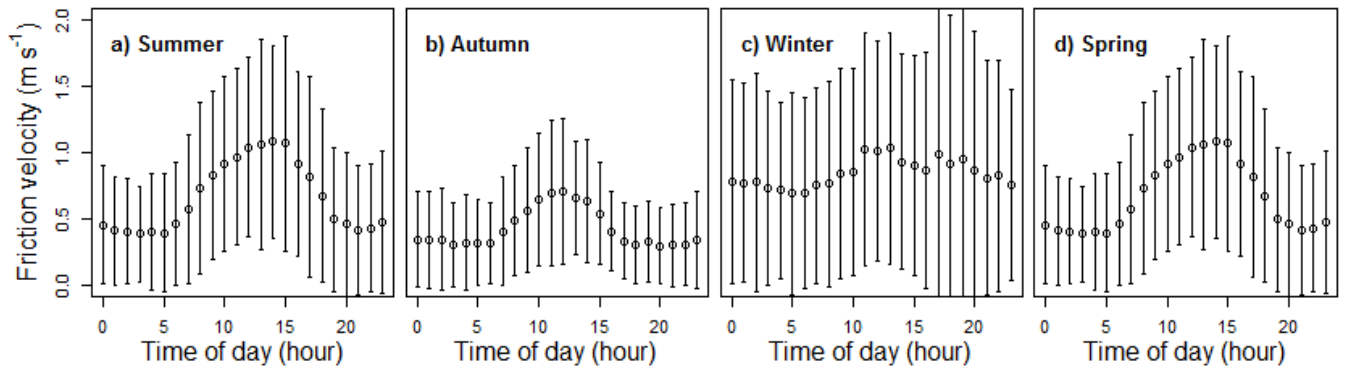 a) Summer
b) Autumn
c) Winter
d) Spring
Friction velocity (m s⁻¹)
2.0
1.5
1.0
0.5
0.0
0 5 10 15 20
0 5 10 15 20
0 5 10 15 20
0 5 10 15 20
Time of day (hour)
Time of day (hour)
Time of day (hour)
Time of day (hour)